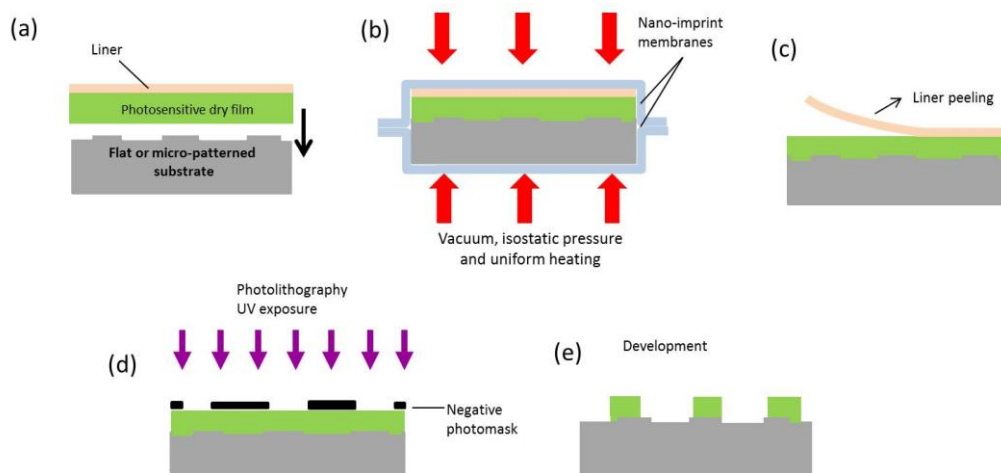 (a)
Liner
Photosensitive dry film
Flat or micro-patterned
substrate
(b)
Nano-imprint
membranes
Vacuum, isostatic pressure
and uniform heating
(c)
Liner peeling
Photolithography
UV exposure
(d)
Negative
photomask
(e)
Development